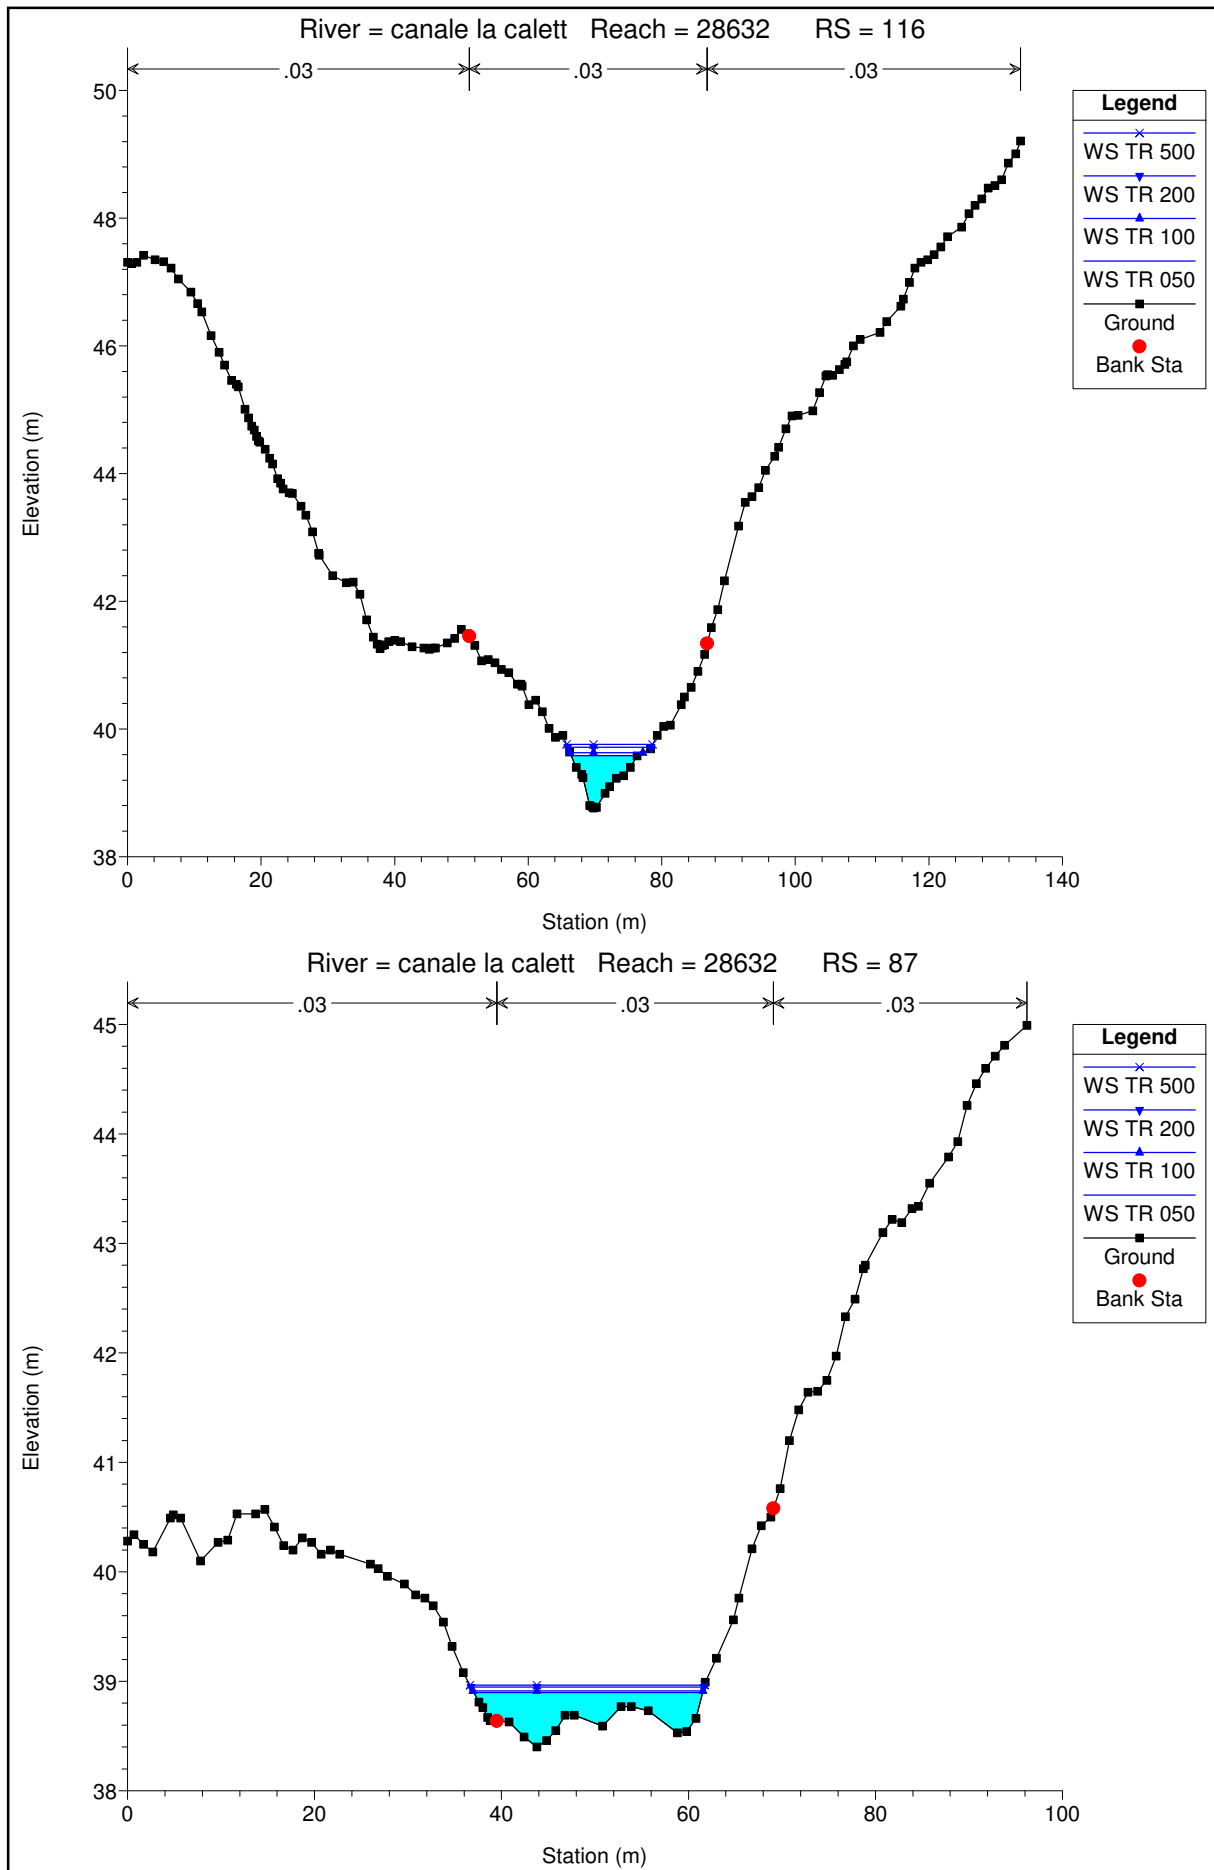 River = canale la calett Reach = 28632 RS = 116
.03 .03 .03
50
48
46
44
42
40
38
Elevation (m)
0 20 40 60 80 100 120 140
Station (m)
Legend
WS TR 500
WS TR 200
WS TR 100
WS TR 050
Ground
Bank Sta
River = canale la calett Reach = 28632 RS = 87
.03 .03 .03
45
44
43
42
41
40
39
38
Elevation (m)
0 20 40 60 80 100
Station (m)
Legend
WS TR 500
WS TR 200
WS TR 100
WS TR 050
Ground
Bank Sta